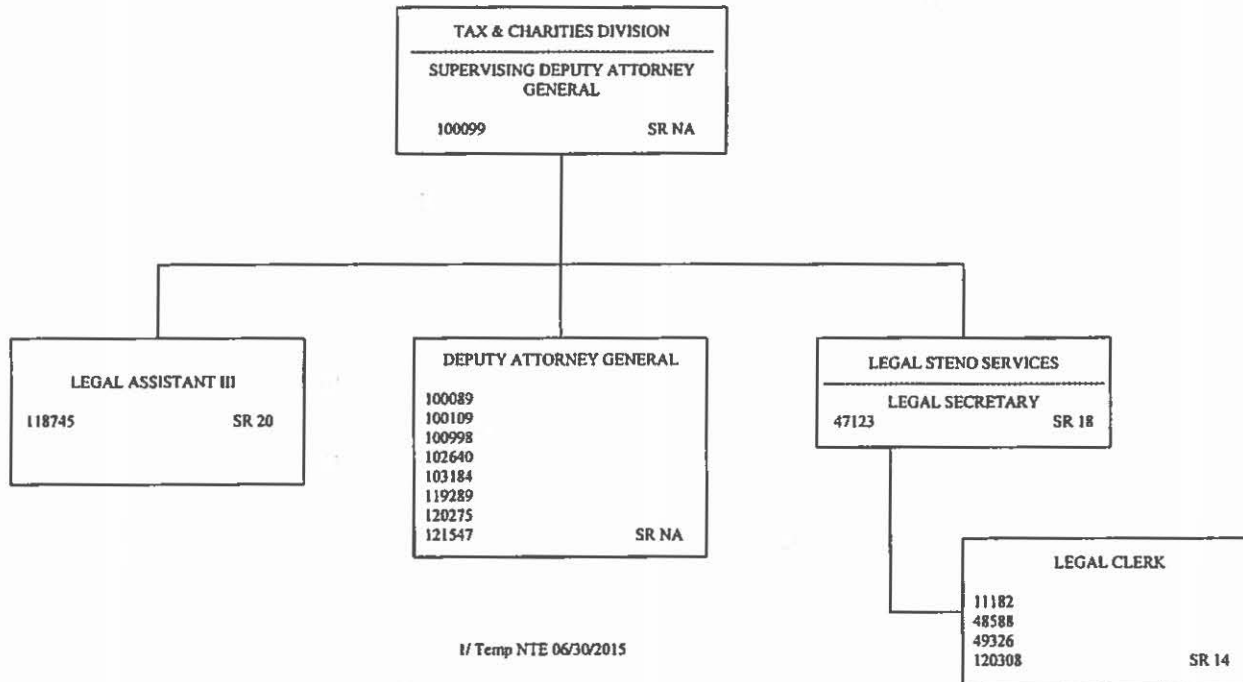 TAX & CHARITIES DIVISION
SUPERVISING DEPUTY ATTORNEY
GENERAL
100099 SR NA
LEGAL ASSISTANT III
118745 SR 20
DEPUTY ATTORNEY GENERAL
100089
100109
100998
102640
103184
119289
120275
121547 SR NA
LEGAL STENO SERVICES
LEGAL SECRETARY
47123 SR 18
LEGAL CLERK
11182
48588
49326
120308 SR 14
1/ Temp NTE 06/30/2015